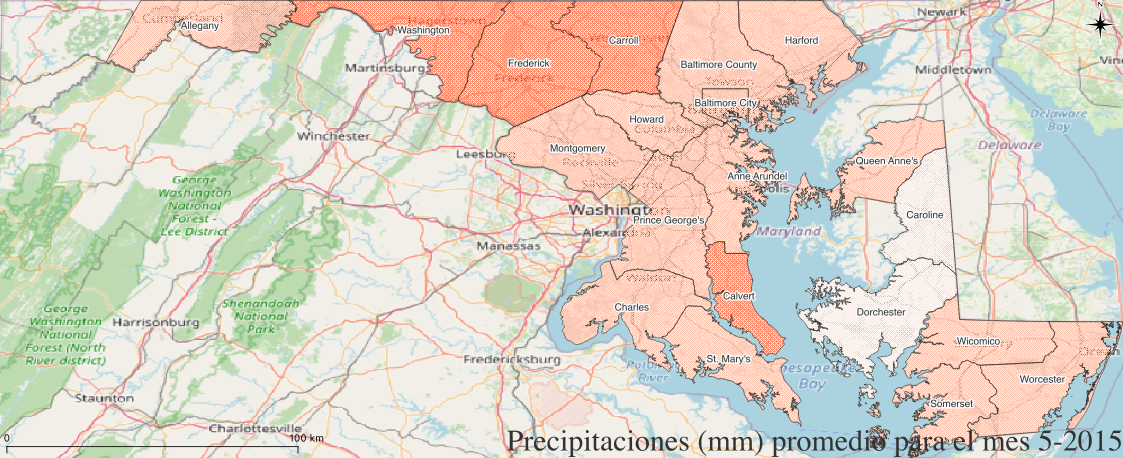 N
Newark
Cumberland
Allegany
Hagerstown
Washington
Carroll
Harford
Frederick
Frederick
Martinsburg
Baltimore County
Towson
Middletown
Baltimore City
Delaware
Bay
Winchester
Howard
Columbia
Delaware
Leesburg
Montgomery
Rockville
Queen Anne's
George
Washington
National
Forest -
Lee District
Anne Arundel
polis
Washington
Prince George's
Caroline
Alexandria
Maryland
Manassas
Waldorf
Shenandoah
National
Park
Calvert
Charles
Dorchester
George
Washington
National
Forest (North
River district)
Harrisonburg
Wicomico
Fredericksburg
St. Mary's
River
Chesapeake
Bay
Worcester
Staunton
Somerset
Charlottesville
0
100 km
Precipitaciones (mm) promedio para el mes 5-2015